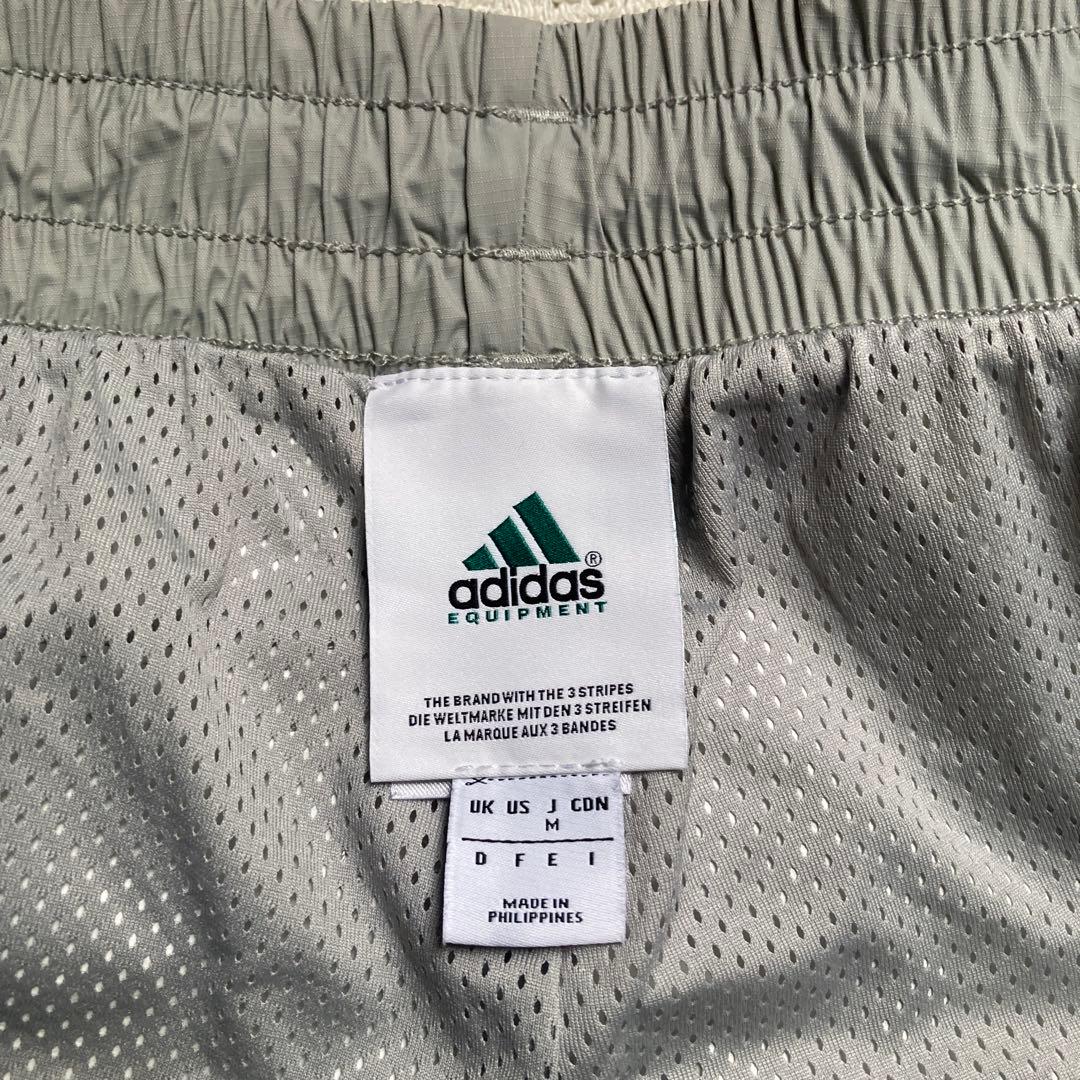 adidas®
EQUIPMENT
THE BRAND WITH THE 3 STRIPES
DIE WELTMARKE MIT DEN 3 STREIFEN
LA MARQUE AUX 3 BANDES
UK US J CDN
M
D F E I
MADE IN
PHILIPPINES